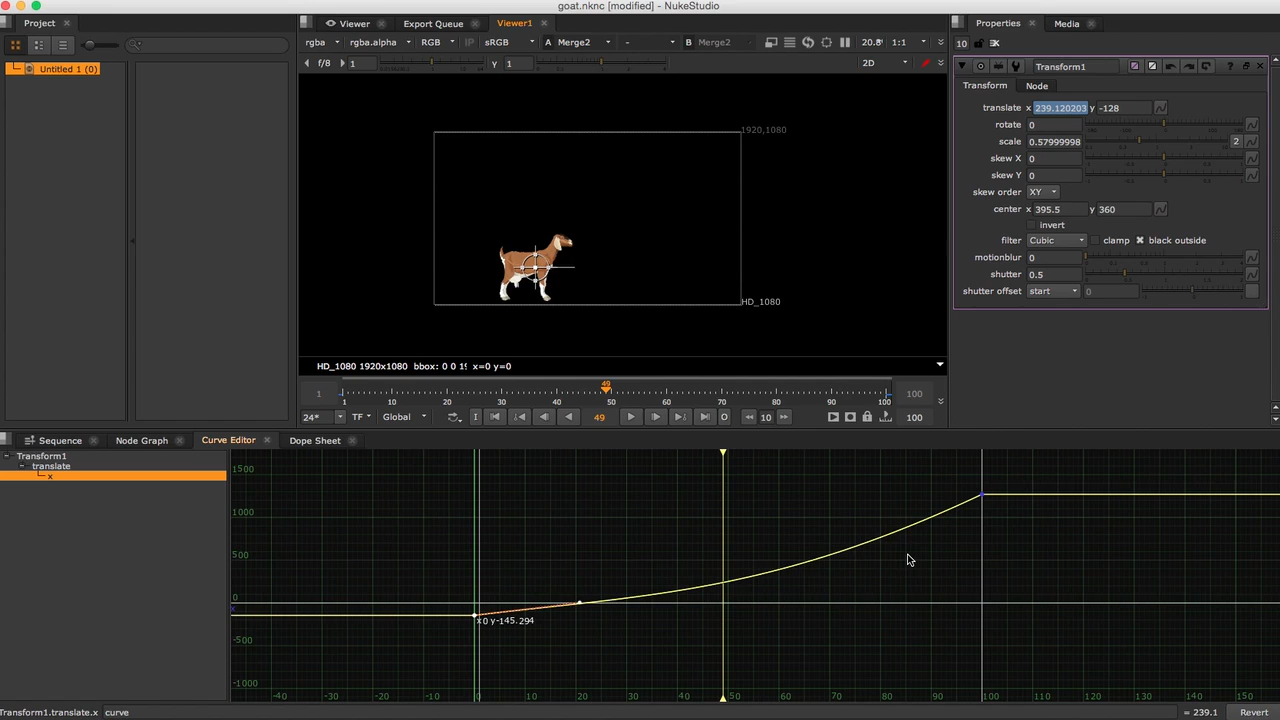 goat.nknc [modified] - NukeStudio
Project
Viewer
Export Queue
Viewer1
Properties
Media
rgba
rgba.alpha
RGB
IP
sRGB
A Merge2
-
B Merge2
20.8
1:1
10
Untitled 1 (0)
f/8
1
y 1
2D
Transform1
?
Transform
Node
translate x 239.120203 y -128
rotate 0
scale 0.57999998 2
skew X 0
skew Y 0
skew order XY
center x 395.5 y 360
invert
filter Cubic clamp black outside
motionblur 0
shutter 0.5
shutter offset start 0
1920,1080
HD_1080
HD_1080 1920x1080 bbox: 0 0 19 x=0 y=0
49
1
1 10 20 30 40 60 70 80 90 100
100
24*
TF
Global
I
49
O
10
100
Sequence
Node Graph
Curve Editor
Dope Sheet
Transform1
translate
x
1500
1000
500
0
x
x0 y-145.294
-500
-1000
-40 -30 -20 -10 0 10 20 30 40 50 60 70 80 90 100 110 120 130 140 150
Transform1.translate.x curve
= 239.1
Revert